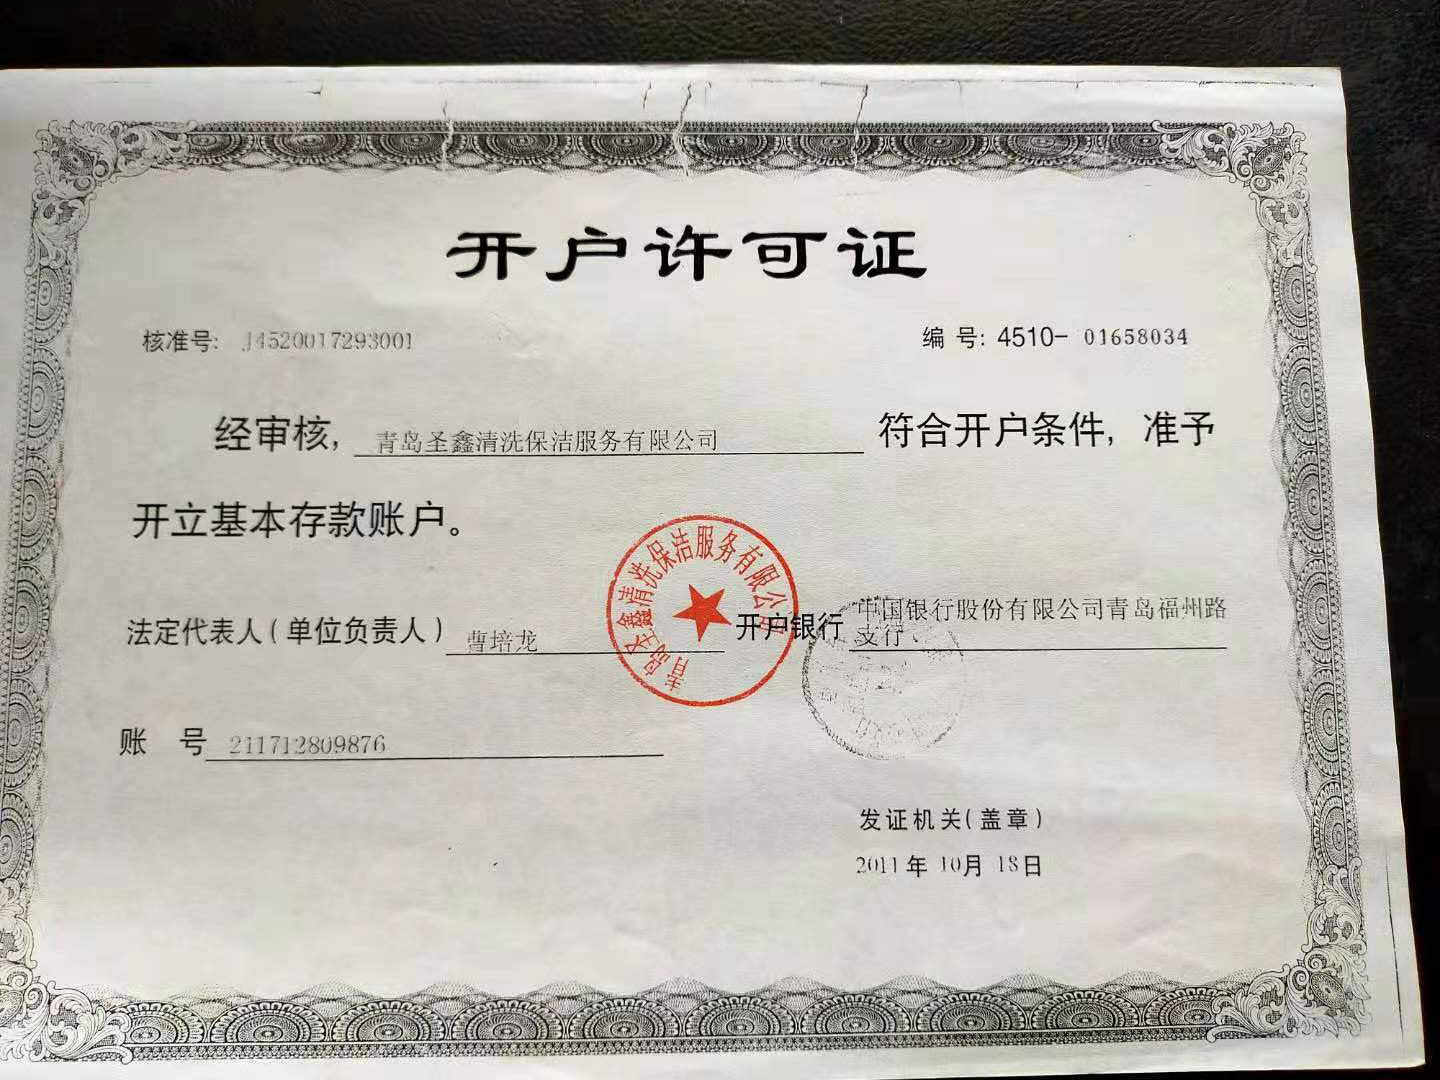 开户许可证
核准号: J4520017293001 编 号: 4510- 01658034
经审核, 青岛圣鑫清洗保洁服务有限公司 符合开户条件, 准予
开立基本存款账户。
青岛圣鑫清洗保洁服务有限公司
法定代表人(单位负责人) 曹培龙 开户银行 中国银行股份有限公司青岛福州路
支行
账 号 211712809876
发证机关(盖章)
2011年 10月 18日